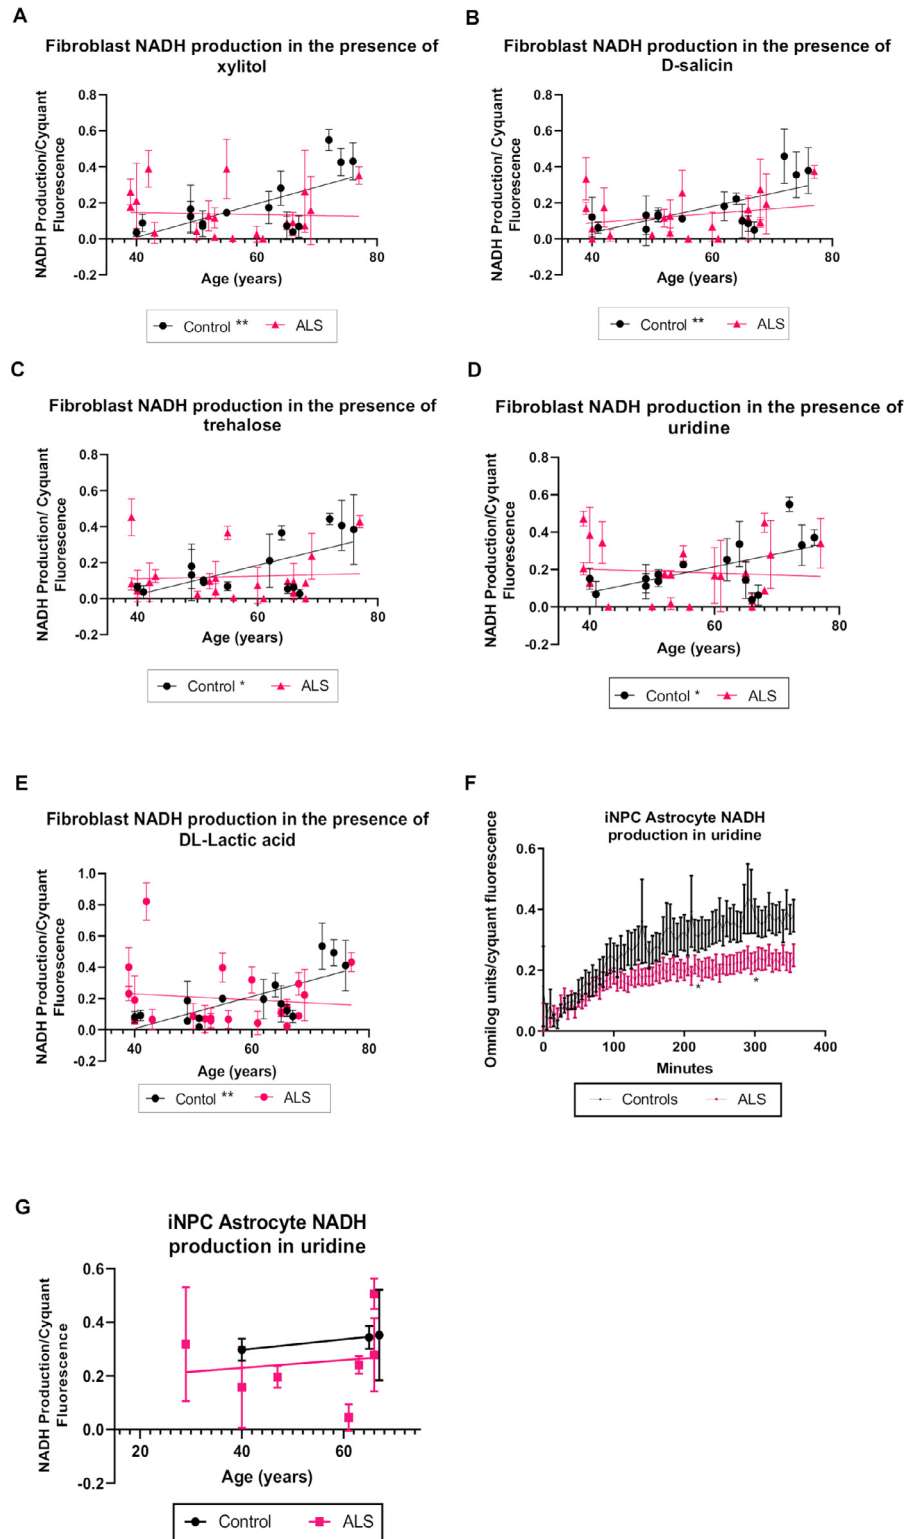 A
Fibroblast NADH production in the presence of
xylitol
NADH Production/Cyquant
Fluorescence
0.8
0.6
0.4
0.2
0.0
-0.2
40
60
80
Age (years)
Control **
ALS
B
Fibroblast NADH production in the presence of
D-salicin
NADH Production/ Cyquant
Fluorescence
0.8
0.6
0.4
0.2
0.0
-0.2
40
60
80
Age (years)
Control **
ALS
C
Fibroblast NADH production in the presence of
trehalose
NADH Production/ Cyquant
Fluorescence
0.8
0.6
0.4
0.2
0.0
-0.2
40
60
80
Age (years)
Control *
ALS
D
Fibroblast NADH production in the presence of
uridine
NADH Production/Cyquant
Fluorescence
0.8
0.6
0.4
0.2
0.0
-0.2
40
60
80
Age (years)
Contol *
ALS
E
Fibroblast NADH production in the presence of
DL-Lactic acid
NADH Production/Cyquant
Fluorescence
1.0
0.8
0.6
0.4
0.2
0.0
-0.2
40
60
80
Age (years)
Contol **
ALS
F
iNPC Astrocyte NADH
production in uridine
Omnilog units/cyquant fluorescence
0.6
0.4
0.2
0.0
*
*
0
100
200
300
400
Minutes
Controls
ALS
G
iNPC Astrocyte NADH
production in uridine
NADH Production/Cyquant
Fluorescence
0.6
0.4
0.2
0.0
-0.2
20
40
60
Age (years)
Control
ALS